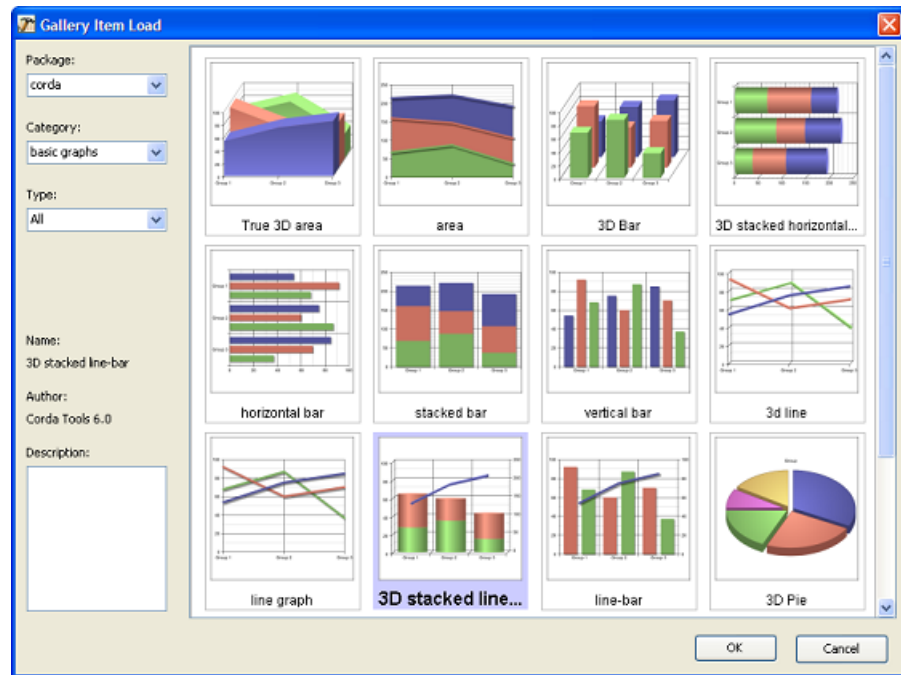 Gallery Item Load
Package:
corda
Category:
basic graphs
Type:
All
Name:
3D stacked line-bar
Author:
Corda Tools 6.0
Description:
True 3D area
area
3D Bar
3D stacked horizontal...
horizontal bar
stacked bar
vertical bar
3d line
line graph
3D stacked line...
line-bar
3D Pie
OK
Cancel